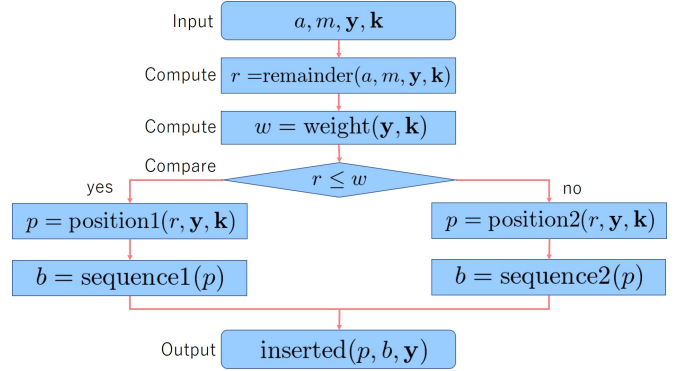 Input a, m, y, k
Compute r =remainder(a, m, y, k)
Compute w = weight(y, k)
Compare r ≤ w
yes
no
p = position1(r, y, k)
p = position2(r, y, k)
b = sequence1(p)
b = sequence2(p)
Output inserted(p, b, y)